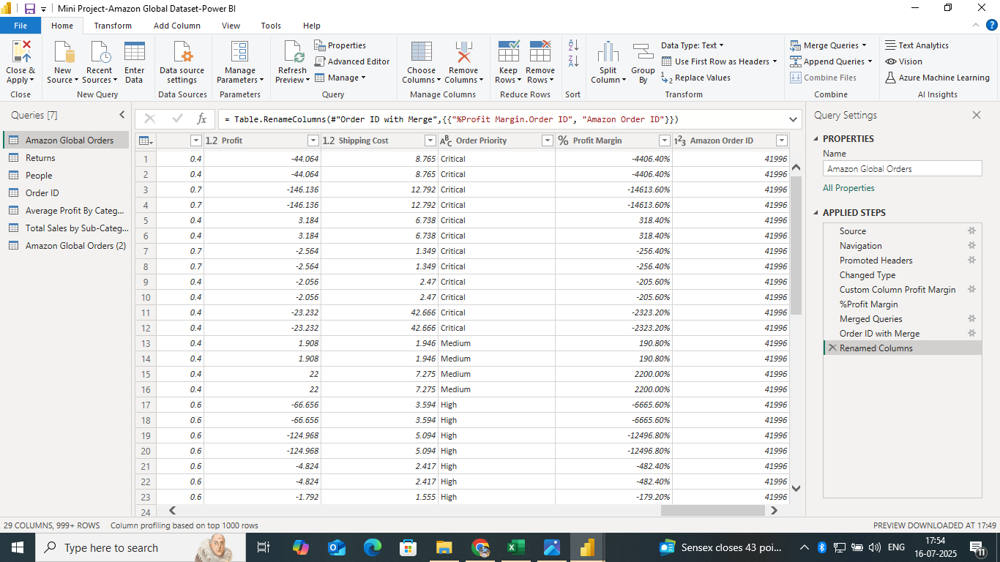 Mini Project-Amazon Global Dataset-Power BI
File Home Transform Add Column View Tools Help
Close & Apply
Close
New Source
Recent Sources
Enter Data
New Query
Data source settings
Data Sources
Manage Parameters
Parameters
Refresh Preview
Properties
Advanced Editor
Manage
Query
Choose Columns
Remove Columns
Manage Columns
Keep Rows
Remove Rows
Reduce Rows
A Z
Z A
Sort
Split Column
Group By
Data Type: Text
Use First Row as Headers
1 2 Replace Values
Transform
Merge Queries
Append Queries
Combine Files
Combine
Text Analytics
Vision
Azure Machine Learning
AI Insights
Queries [7]
Amazon Global Orders
Returns
People
Order ID
Average Profit By Categ...
Total Sales by Sub-Categ...
Amazon Global Orders (2)
fx = Table.RenameColumns(#"Order ID with Merge",{{"%Profit Margin.Order ID", "Amazon Order ID"}})
1.2 Profit 1.2 Shipping Cost ABC Order Priority % Profit Margin 123 Amazon Order ID
1 0.4 -44.064 8.765 Critical -4406.40% 41996
2 0.4 -44.064 8.765 Critical -4406.40% 41996
3 0.7 -146.136 12.792 Critical -14613.60% 41996
4 0.7 -146.136 12.792 Critical -14613.60% 41996
5 0.4 3.184 6.738 Critical 318.40% 41996
6 0.4 3.184 6.738 Critical 318.40% 41996
7 0.7 -2.564 1.349 Critical -256.40% 41996
8 0.7 -2.564 1.349 Critical -256.40% 41996
9 0.4 -2.056 2.47 Critical -205.60% 41996
10 0.4 -2.056 2.47 Critical -205.60% 41996
11 0.4 -23.232 42.666 Critical -2323.20% 41996
12 0.4 -23.232 42.666 Critical -2323.20% 41996
13 0.4 1.908 1.946 Medium 190.80% 41996
14 0.4 1.908 1.946 Medium 190.80% 41996
15 0.4 22 7.275 Medium 2200.00% 41996
16 0.4 22 7.275 Medium 2200.00% 41996
17 0.6 -66.656 3.594 High -6665.60% 41996
18 0.6 -66.656 3.594 High -6665.60% 41996
19 0.6 -124.968 5.094 High -12496.80% 41996
20 0.6 -124.968 5.094 High -12496.80% 41996
21 0.6 -4.824 2.417 High -482.40% 41996
22 0.6 -4.824 2.417 High -482.40% 41996
23 0.6 -1.792 1.555 High -179.20% 41996
24
Query Settings
PROPERTIES
Name
Amazon Global Orders
All Properties
APPLIED STEPS
Source
Navigation
Promoted Headers
Changed Type
Custom Column Profit Margin
%Profit Margin
Merged Queries
Order ID with Merge
Renamed Columns
29 COLUMNS, 999+ ROWS Column profiling based on top 1000 rows PREVIEW DOWNLOADED AT 17:49
Type here to search
Sensex closes 43 poi...
ENG
17:54
16-07-2025
11